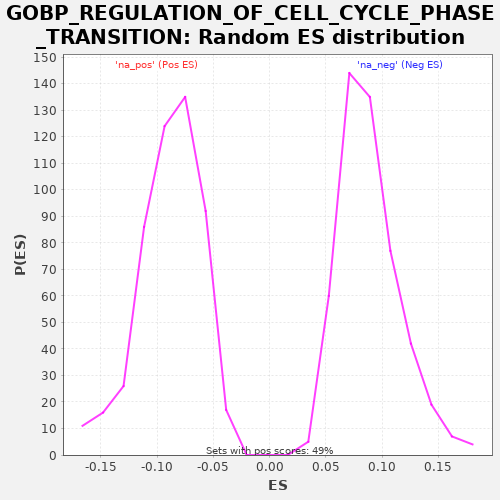 GOBP_REGULATION_OF_CELL_CYCLE_PHASE
_TRANSITION: Random ES distribution
'na_pos' (Pos ES)
'na_neg' (Neg ES)
150
140
130
120
110
100
90
80
70
60
50
40
30
20
10
0
P(ES)
Sets with pos scores: 49%
-0.15 -0.10 -0.05 0.00 0.05 0.10 0.15
ES